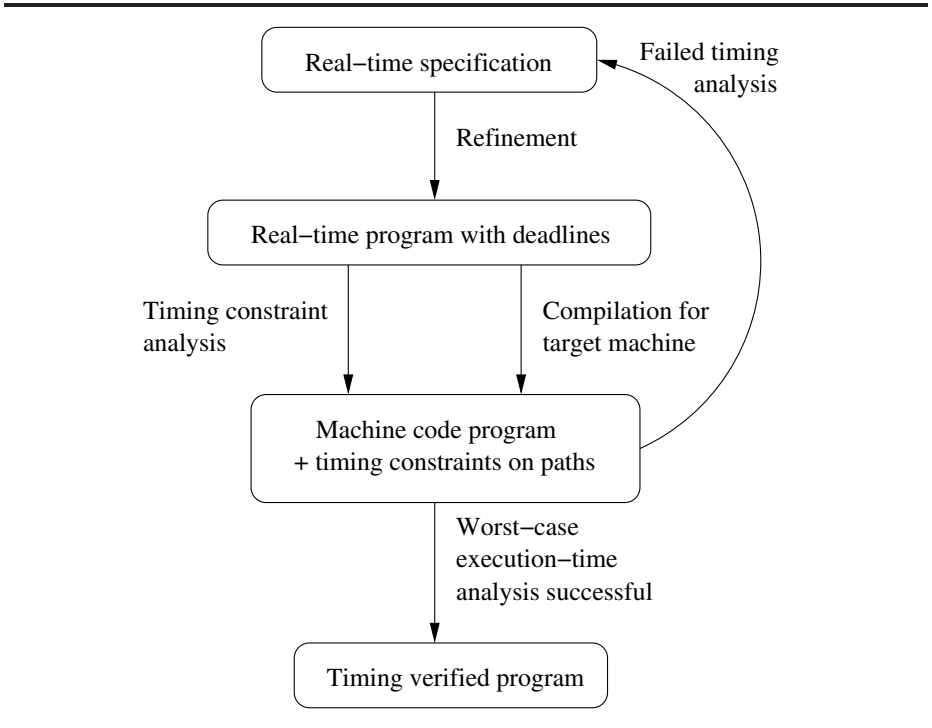 Real−time specification
Failed timing
analysis
Refinement
Real−time program with deadlines
Timing constraint
analysis
Compilation for
target machine
Machine code program
+ timing constraints on paths
Worst−case
execution−time
analysis successful
Timing verified program